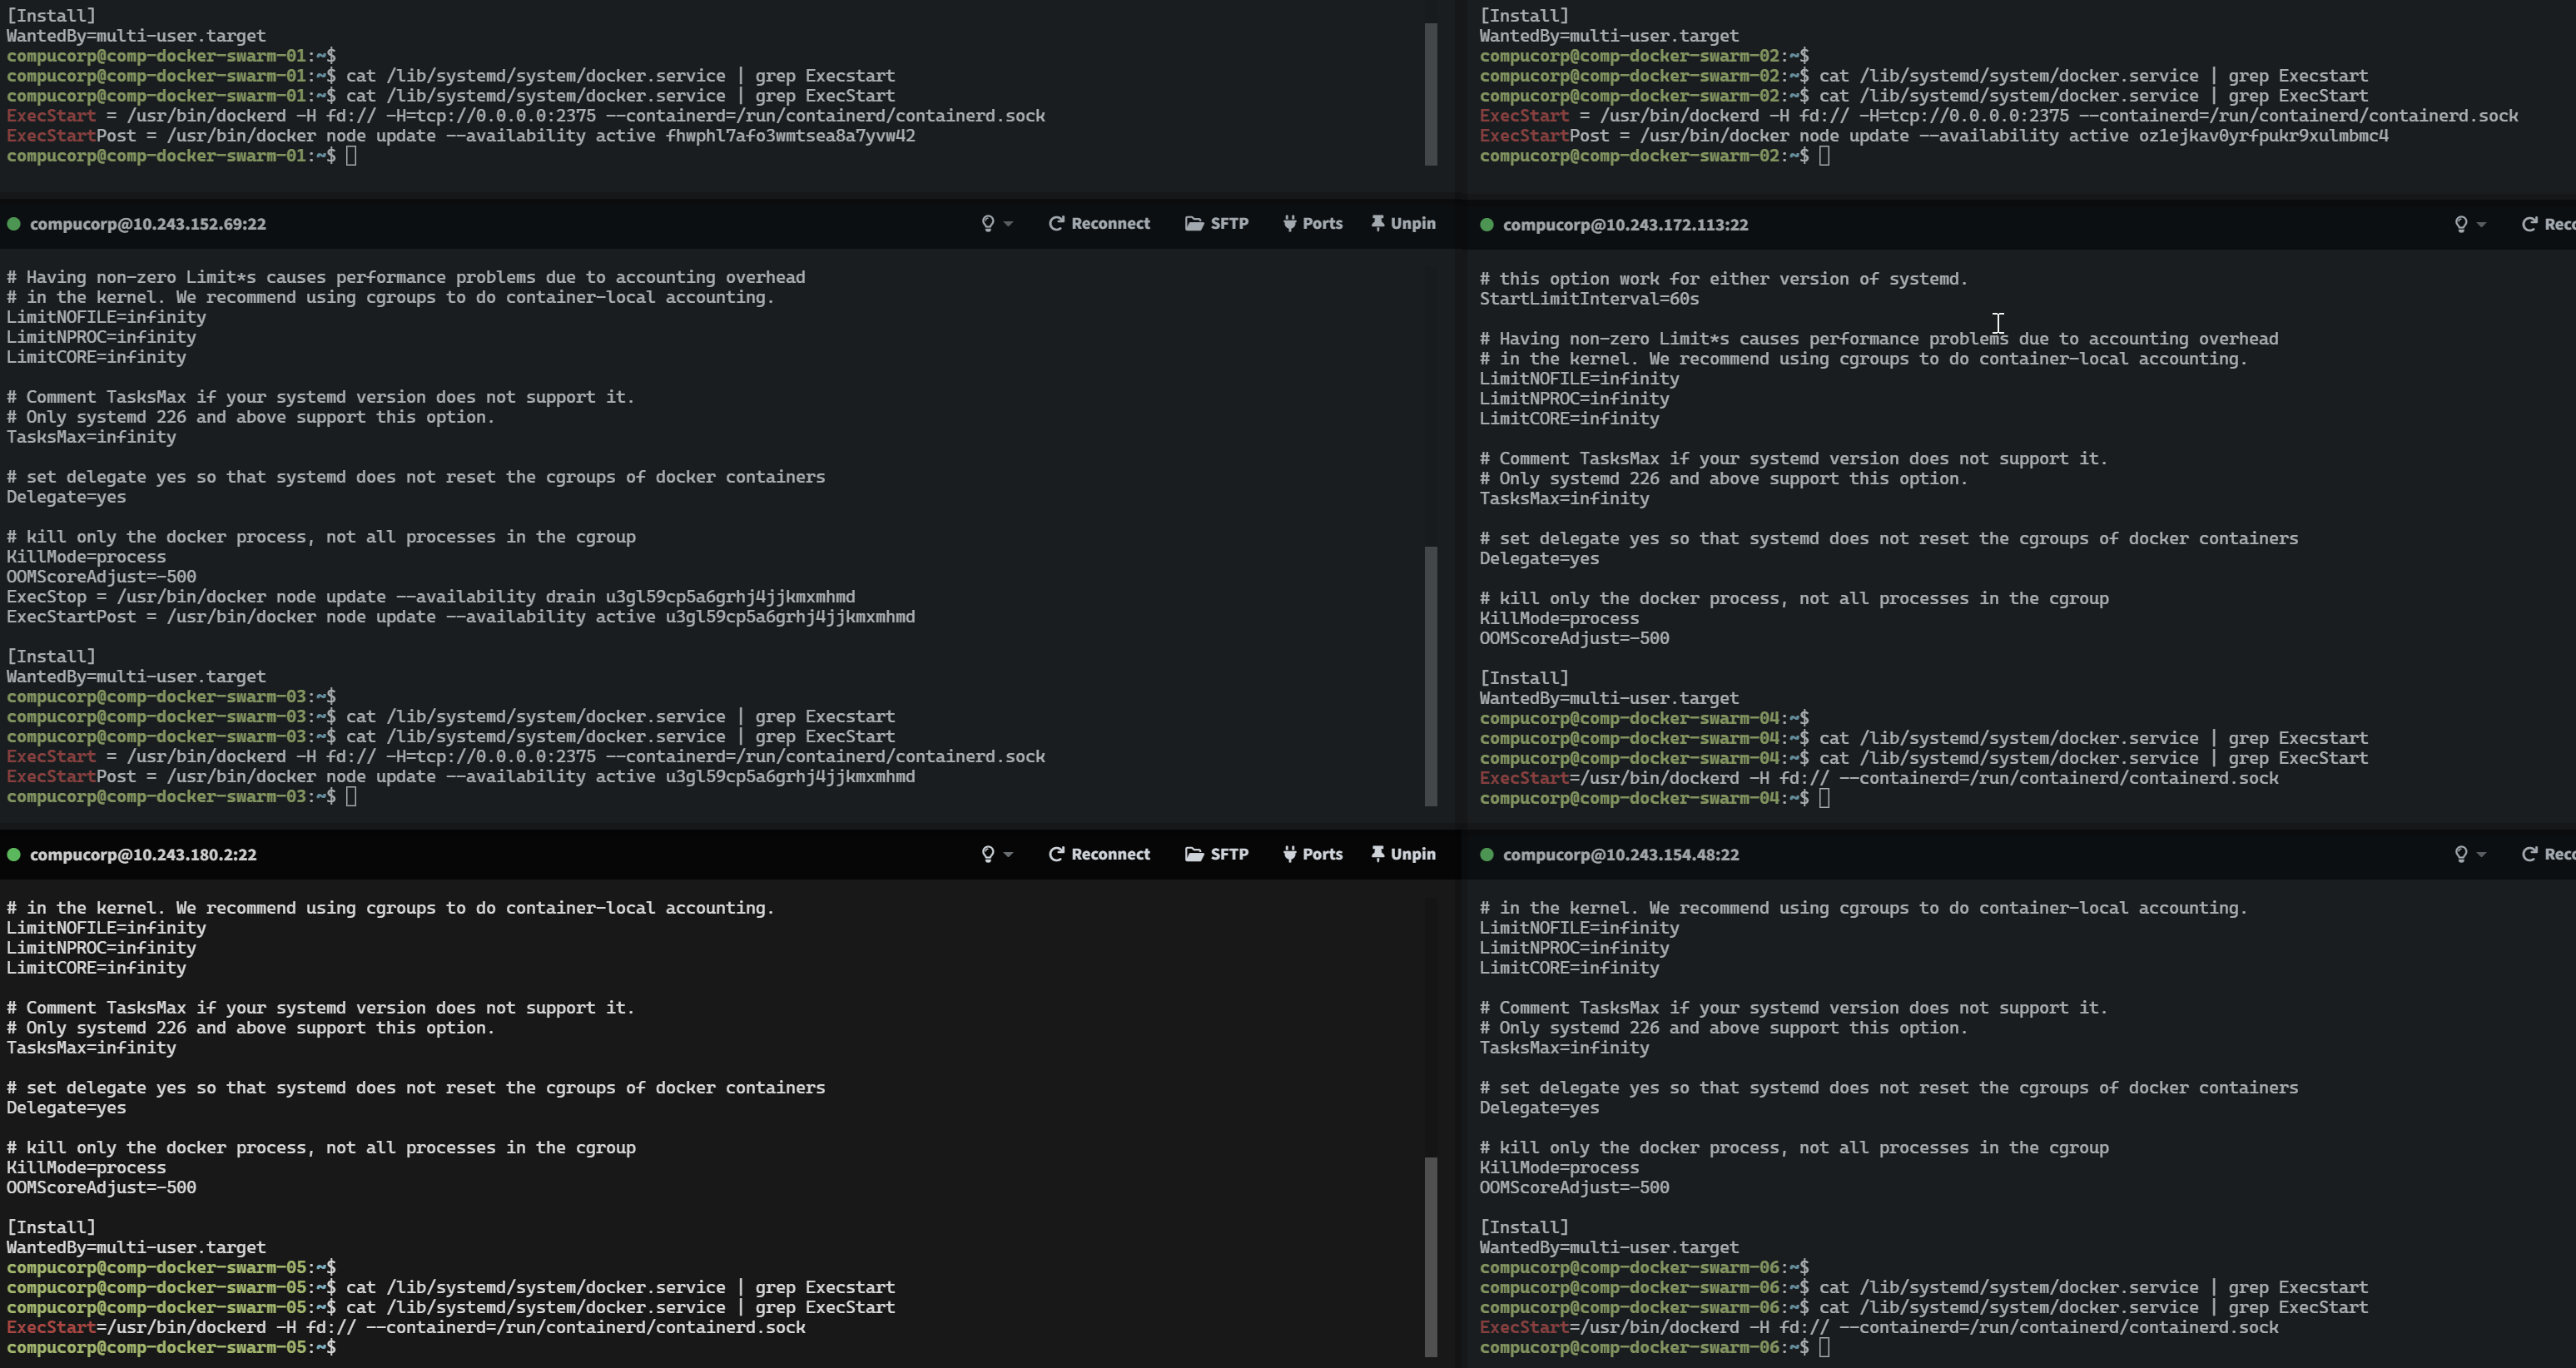 [Install]
WantedBy=multi-user.target
compucorp@comp-docker-swarm-01:~$
compucorp@comp-docker-swarm-01:~$ cat /lib/systemd/system/docker.service | grep Execstart
compucorp@comp-docker-swarm-01:~$ cat /lib/systemd/system/docker.service | grep ExecStart
ExecStart = /usr/bin/dockerd -H fd:// -H=tcp://0.0.0.0:2375 --containerd=/run/containerd/containerd.sock
ExecStartPost = /usr/bin/docker node update --availability active fhwphl7afo3wmtsea8a7yvw42
compucorp@comp-docker-swarm-01:~$
[Install]
WantedBy=multi-user.target
compucorp@comp-docker-swarm-02:~$
compucorp@comp-docker-swarm-02:~$ cat /lib/systemd/system/docker.service | grep Execstart
compucorp@comp-docker-swarm-02:~$ cat /lib/systemd/system/docker.service | grep ExecStart
ExecStart = /usr/bin/dockerd -H fd:// -H=tcp://0.0.0.0:2375 --containerd=/run/containerd/containerd.sock
ExecStartPost = /usr/bin/docker node update --availability active oz1ejkav0yrfpukr9xulmbmc4
compucorp@comp-docker-swarm-02:~$
compucorp@10.243.152.69:22 Reconnect SFTP Ports Unpin
# Having non-zero Limit*s causes performance problems due to accounting overhead
# in the kernel. We recommend using cgroups to do container-local accounting.
LimitNOFILE=infinity
LimitNPROC=infinity
LimitCORE=infinity
# Comment TasksMax if your systemd version does not support it.
# Only systemd 226 and above support this option.
TasksMax=infinity
# set delegate yes so that systemd does not reset the cgroups of docker containers
Delegate=yes
# kill only the docker process, not all processes in the cgroup
KillMode=process
OOMScoreAdjust=-500
ExecStop = /usr/bin/docker node update --availability drain u3gl59cp5a6grhj4jjkmxmhmd
ExecStartPost = /usr/bin/docker node update --availability active u3gl59cp5a6grhj4jjkmxmhmd
[Install]
WantedBy=multi-user.target
compucorp@comp-docker-swarm-03:~$
compucorp@comp-docker-swarm-03:~$ cat /lib/systemd/system/docker.service | grep Execstart
compucorp@comp-docker-swarm-03:~$ cat /lib/systemd/system/docker.service | grep ExecStart
ExecStart = /usr/bin/dockerd -H fd:// -H=tcp://0.0.0.0:2375 --containerd=/run/containerd/containerd.sock
ExecStartPost = /usr/bin/docker node update --availability active u3gl59cp5a6grhj4jjkmxmhmd
compucorp@comp-docker-swarm-03:~$
compucorp@10.243.172.113:22 Reco
# this option work for either version of systemd.
StartLimitInterval=60s
# Having non-zero Limit*s causes performance problems due to accounting overhead
# in the kernel. We recommend using cgroups to do container-local accounting.
LimitNOFILE=infinity
LimitNPROC=infinity
LimitCORE=infinity
# Comment TasksMax if your systemd version does not support it.
# Only systemd 226 and above support this option.
TasksMax=infinity
# set delegate yes so that systemd does not reset the cgroups of docker containers
Delegate=yes
# kill only the docker process, not all processes in the cgroup
KillMode=process
OOMScoreAdjust=-500
[Install]
WantedBy=multi-user.target
compucorp@comp-docker-swarm-04:~$
compucorp@comp-docker-swarm-04:~$ cat /lib/systemd/system/docker.service | grep Execstart
compucorp@comp-docker-swarm-04:~$ cat /lib/systemd/system/docker.service | grep ExecStart
ExecStart=/usr/bin/dockerd -H fd:// --containerd=/run/containerd/containerd.sock
compucorp@comp-docker-swarm-04:~$
compucorp@10.243.180.2:22 Reconnect SFTP Ports Unpin
# in the kernel. We recommend using cgroups to do container-local accounting.
LimitNOFILE=infinity
LimitNPROC=infinity
LimitCORE=infinity
# Comment TasksMax if your systemd version does not support it.
# Only systemd 226 and above support this option.
TasksMax=infinity
# set delegate yes so that systemd does not reset the cgroups of docker containers
Delegate=yes
# kill only the docker process, not all processes in the cgroup
KillMode=process
OOMScoreAdjust=-500
[Install]
WantedBy=multi-user.target
compucorp@comp-docker-swarm-05:~$
compucorp@comp-docker-swarm-05:~$ cat /lib/systemd/system/docker.service | grep Execstart
compucorp@comp-docker-swarm-05:~$ cat /lib/systemd/system/docker.service | grep ExecStart
ExecStart=/usr/bin/dockerd -H fd:// --containerd=/run/containerd/containerd.sock
compucorp@comp-docker-swarm-05:~$
compucorp@10.243.154.48:22 Reco
# in the kernel. We recommend using cgroups to do container-local accounting.
LimitNOFILE=infinity
LimitNPROC=infinity
LimitCORE=infinity
# Comment TasksMax if your systemd version does not support it.
# Only systemd 226 and above support this option.
TasksMax=infinity
# set delegate yes so that systemd does not reset the cgroups of docker containers
Delegate=yes
# kill only the docker process, not all processes in the cgroup
KillMode=process
OOMScoreAdjust=-500
[Install]
WantedBy=multi-user.target
compucorp@comp-docker-swarm-06:~$
compucorp@comp-docker-swarm-06:~$ cat /lib/systemd/system/docker.service | grep Execstart
compucorp@comp-docker-swarm-06:~$ cat /lib/systemd/system/docker.service | grep ExecStart
ExecStart=/usr/bin/dockerd -H fd:// --containerd=/run/containerd/containerd.sock
compucorp@comp-docker-swarm-06:~$